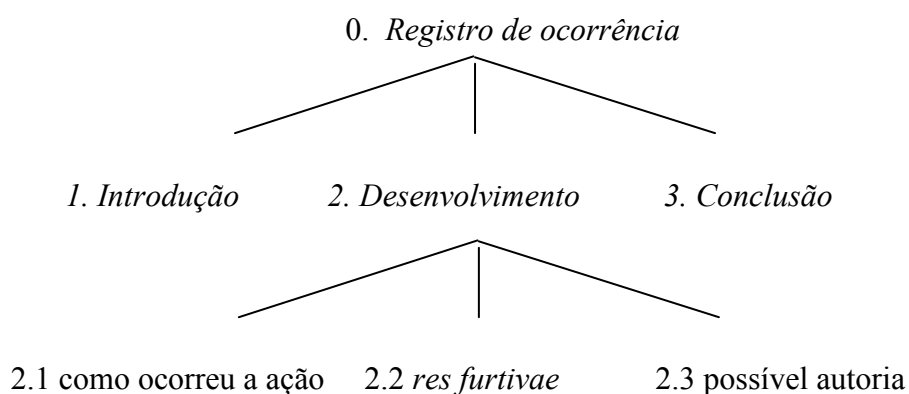 0. Registro de ocorrência
1. Introdução 2. Desenvolvimento 3. Conclusão
2.1 como ocorreu a ação 2.2 res furtivae 2.3 possível autoria